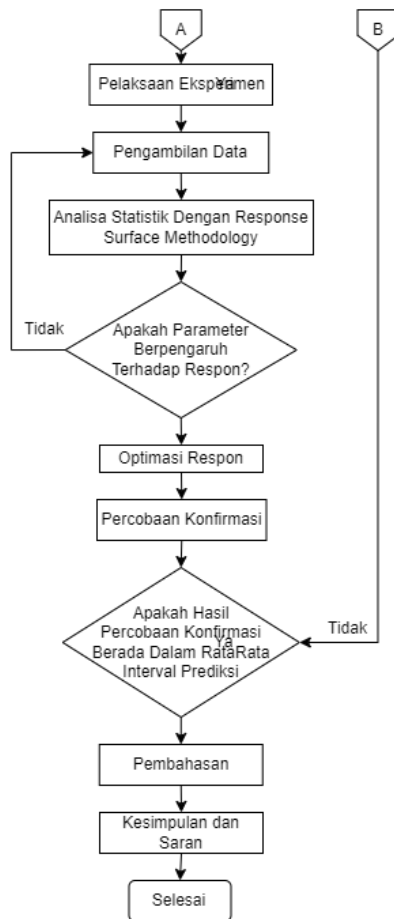 A
B
Pelaksaan Eksperimen
Ya
Pengambilan Data
Analisa Statistik Dengan Response
Surface Methodology
Tidak
Apakah Parameter
Berpengaruh
Terhadap Respon?
Optimasi Respon
Percobaan Konfirmasi
Apakah Hasil
Percobaan Konfirmasi
Berada Dalam RataRata
Interval Prediksi
Ya
Tidak
Pembahasan
Kesimpulan dan
Saran
Selesai